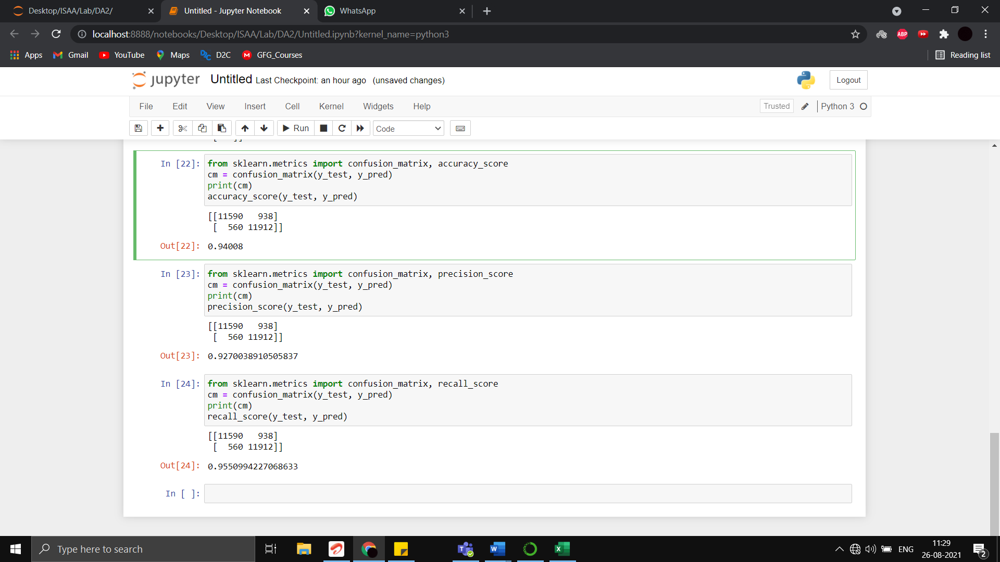 Desktop/ISAA/Lab/DA2/
Untitled - Jupyter Notebook
WhatsApp
localhost:8888/notebooks/Desktop/ISAA/Lab/DA2/Untitled.ipynb?kernel_name=python3
ABP
Apps
Gmail
YouTube
Maps
D2C
GFG_Courses
Reading list
jupyter
Untitled Last Checkpoint: an hour ago (unsaved changes)
Logout
File Edit View Insert Cell Kernel Widgets Help
Trusted
Python 3
Run
Code
In [22]:
from sklearn.metrics import confusion_matrix, accuracy_score
cm = confusion_matrix(y_test, y_pred)
print(cm)
accuracy_score(y_test, y_pred)
[[11590   938]
 [  560 11912]]
Out[22]: 0.94008
In [23]:
from sklearn.metrics import confusion_matrix, precision_score
cm = confusion_matrix(y_test, y_pred)
print(cm)
precision_score(y_test, y_pred)
[[11590   938]
 [  560 11912]]
Out[23]: 0.9270038910505837
In [24]:
from sklearn.metrics import confusion_matrix, recall_score
cm = confusion_matrix(y_test, y_pred)
print(cm)
recall_score(y_test, y_pred)
[[11590   938]
 [  560 11912]]
Out[24]: 0.9550994227068633
In [ ]:
Type here to search
ENG
11:29
26-08-2021
2